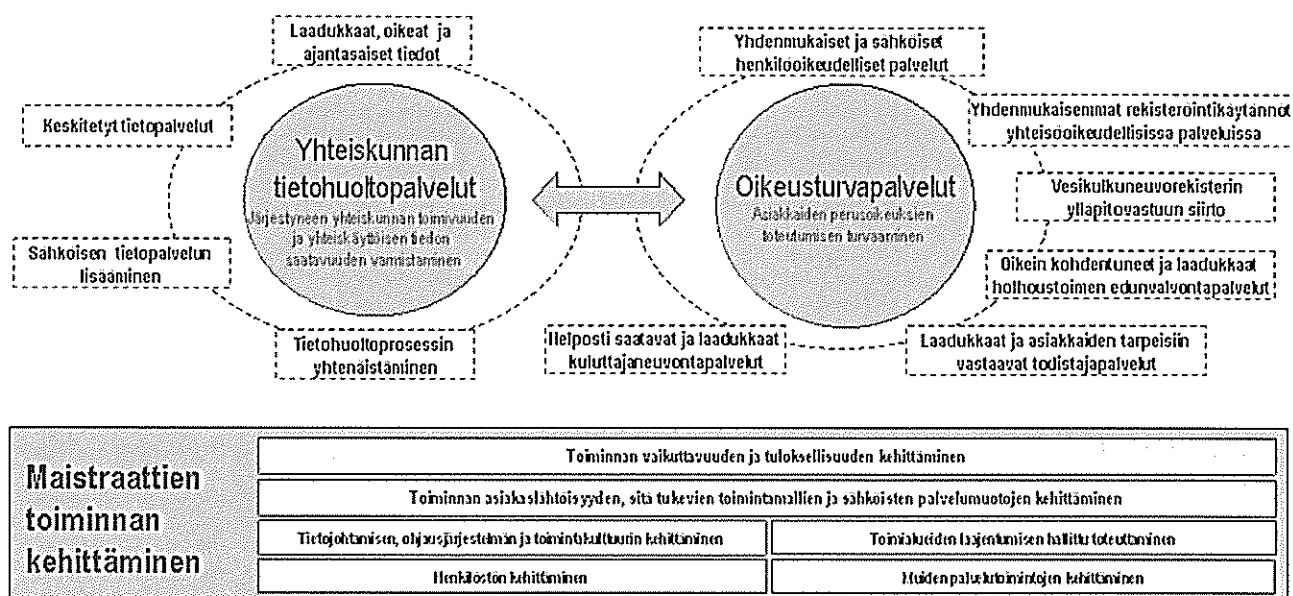 Laadukkaat, oikeat ja
ajantasaiset tiedot
Keskitetyt tietopalvelut
Yhteiskunnan
tietohuoltopalvelut
Järjestyneen yhteiskunnan toimivuuden
ja yhteiskäyttöisen tiedon
saatavuuden varmistaminen
Sähköisen tietopalvelun
lisääminen
Tietohuoltoprosessin
yhtenäistäminen
Yhdenmukaiset ja sähköiset
henkilöoikeudelliset palvelut
Yhdenmukaisemmat rekisteröintikäytännöt
yhteisöoikeudellisissa palveluissa
Oikeusturvapalvelut
Asiakkaiden perusoikeuksien
toteutumisen turvaaminen
Vesikulkuneuvorekisterin
ylläpitovastuun siirto
Oikein kohdentuneet ja laadukkaat
holhoustoimen edunvalvontapalvelut
Helposti saatavat ja laadukkaat
kuluttajaneuvontapalvelut
Laadukkaat ja asiakkaiden tarpeisiin
vastaavat todistajapalvelut
Maistraattien
toiminnan
kehittäminen
Toiminnan vaikuttavuuden ja tuloksellisuuden kehittäminen
Toiminnan asiakaslähtöisyyden, sitä tukevien toimintamallien ja sähköisten palvelumuotojen kehittäminen
Tietojohtamisen, ohjausjärjestelmän ja toimintakulttuurin kehittäminen
Toimialueiden laajentumisen hallittu toteuttaminen
Henkilöstön kehittäminen
Muiden palvelutoimintojen kehittäminen